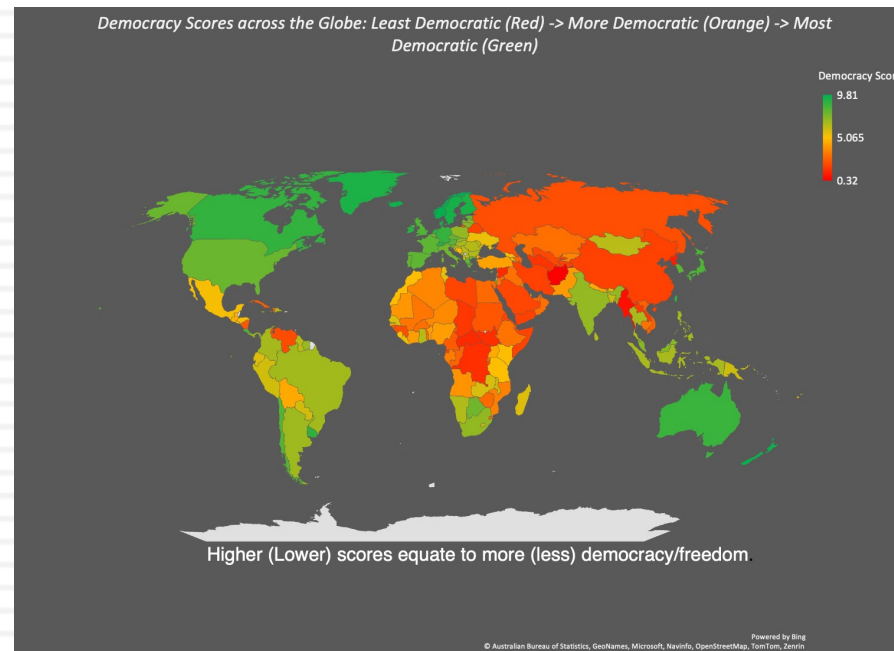 Democracy Scores across the Globe: Least Democratic (Red) -> More Democratic (Orange) -> Most
Democratic (Green)
Democracy Scor
9.81
5.065
0.32
Higher (Lower) scores equate to more (less) democracy/freedom.
Powered by Bing
© Australian Bureau of Statistics, GeoNames, Microsoft, Navinfo, OpenStreetMap, TomTom, Zenrin